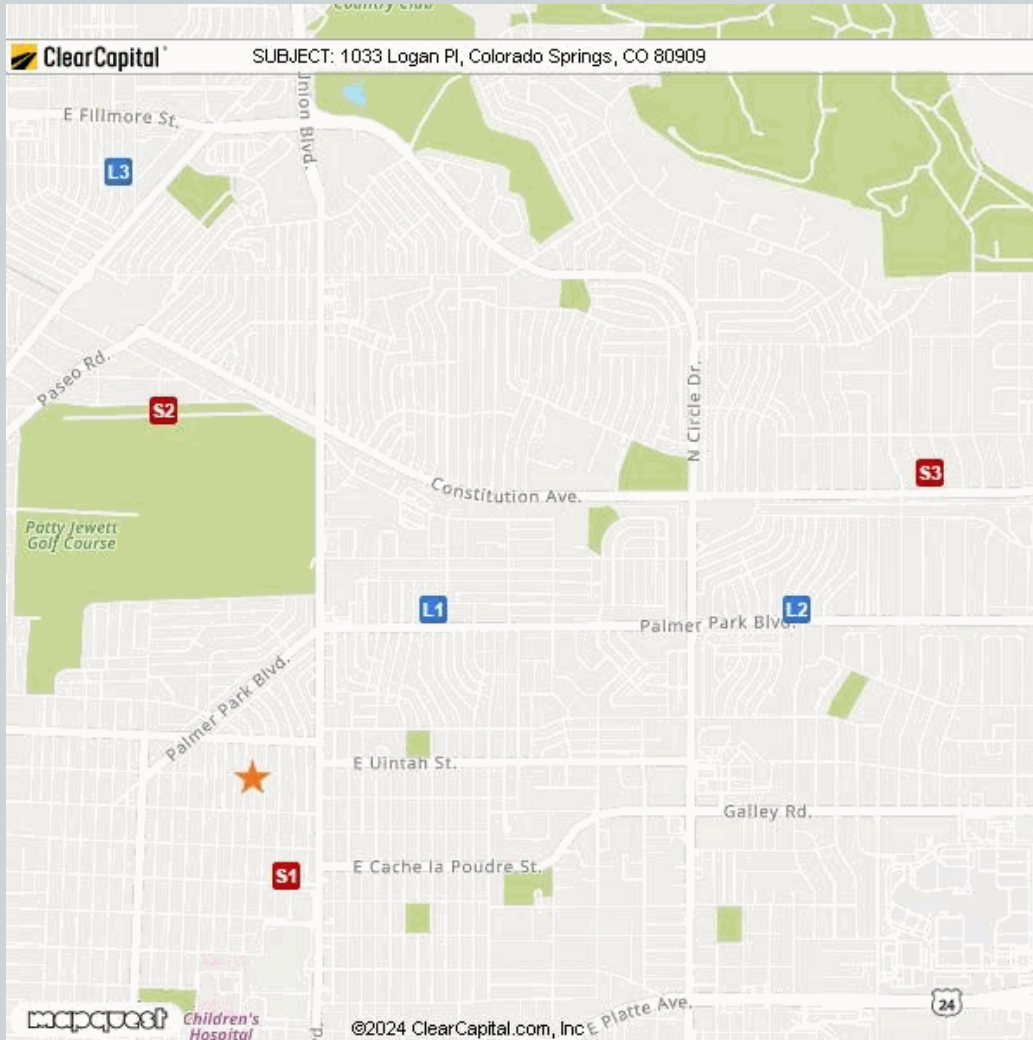 Country Club
ClearCapital
SUBJECT: 1033 Logan Pl, Colorado Springs, CO 80909
E Fillmore St.
Union Blvd.
L3
Paseo Rd.
S2
N Circle Dr.
S3
Constitution Ave.
Patty Jewett
Golf Course
L1
L2
Palmer Park Blvd.
Palmer Park Blvd.
E Uintah St.
Galley Rd.
E Cache la Poudre St.
S1
E Platte Ave.
24
mapquest
Children's
Hospital
d.
©2024 ClearCapital.com, Inc